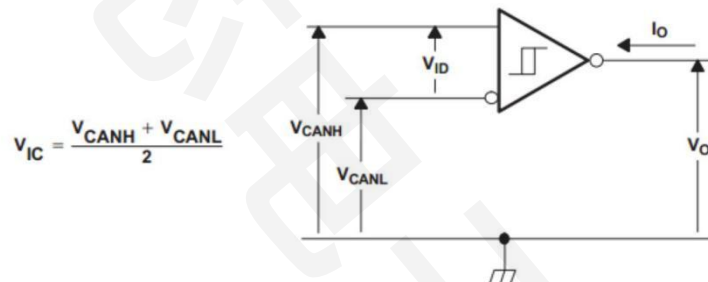 V_IC = (V_CANH + V_CANL) / 2
V_ID
V_CANH
V_CANL
I_O
V_O